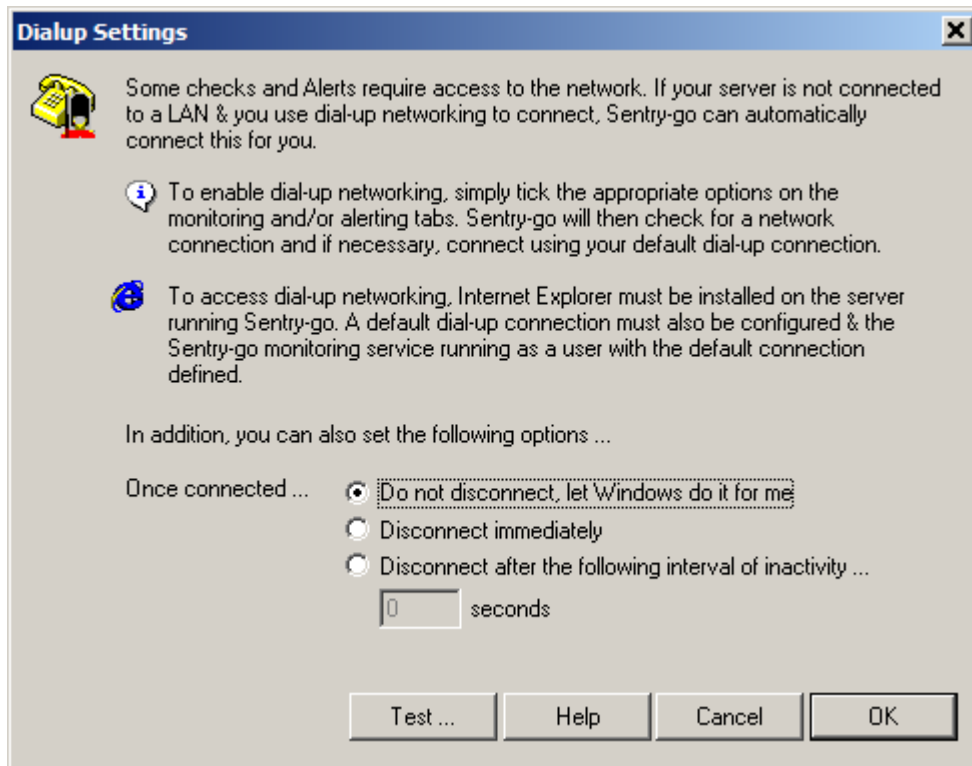 Dialup Settings
Some checks and Alerts require access to the network. If your server is not connected
to a LAN & you use dial-up networking to connect, Sentry-go can automatically
connect this for you.
To enable dial-up networking, simply tick the appropriate options on the
monitoring and/or alerting tabs. Sentry-go will then check for a network
connection and if necessary, connect using your default dial-up connection.
To access dial-up networking, Internet Explorer must be installed on the server
running Sentry-go. A default dial-up connection must also be configured & the
Sentry-go monitoring service running as a user with the default connection
defined.
In addition, you can also set the following options ...
Once connected ... Do not disconnect, let Windows do it for me
Disconnect immediately
Disconnect after the following interval of inactivity ...
0 seconds
Test ... Help Cancel OK